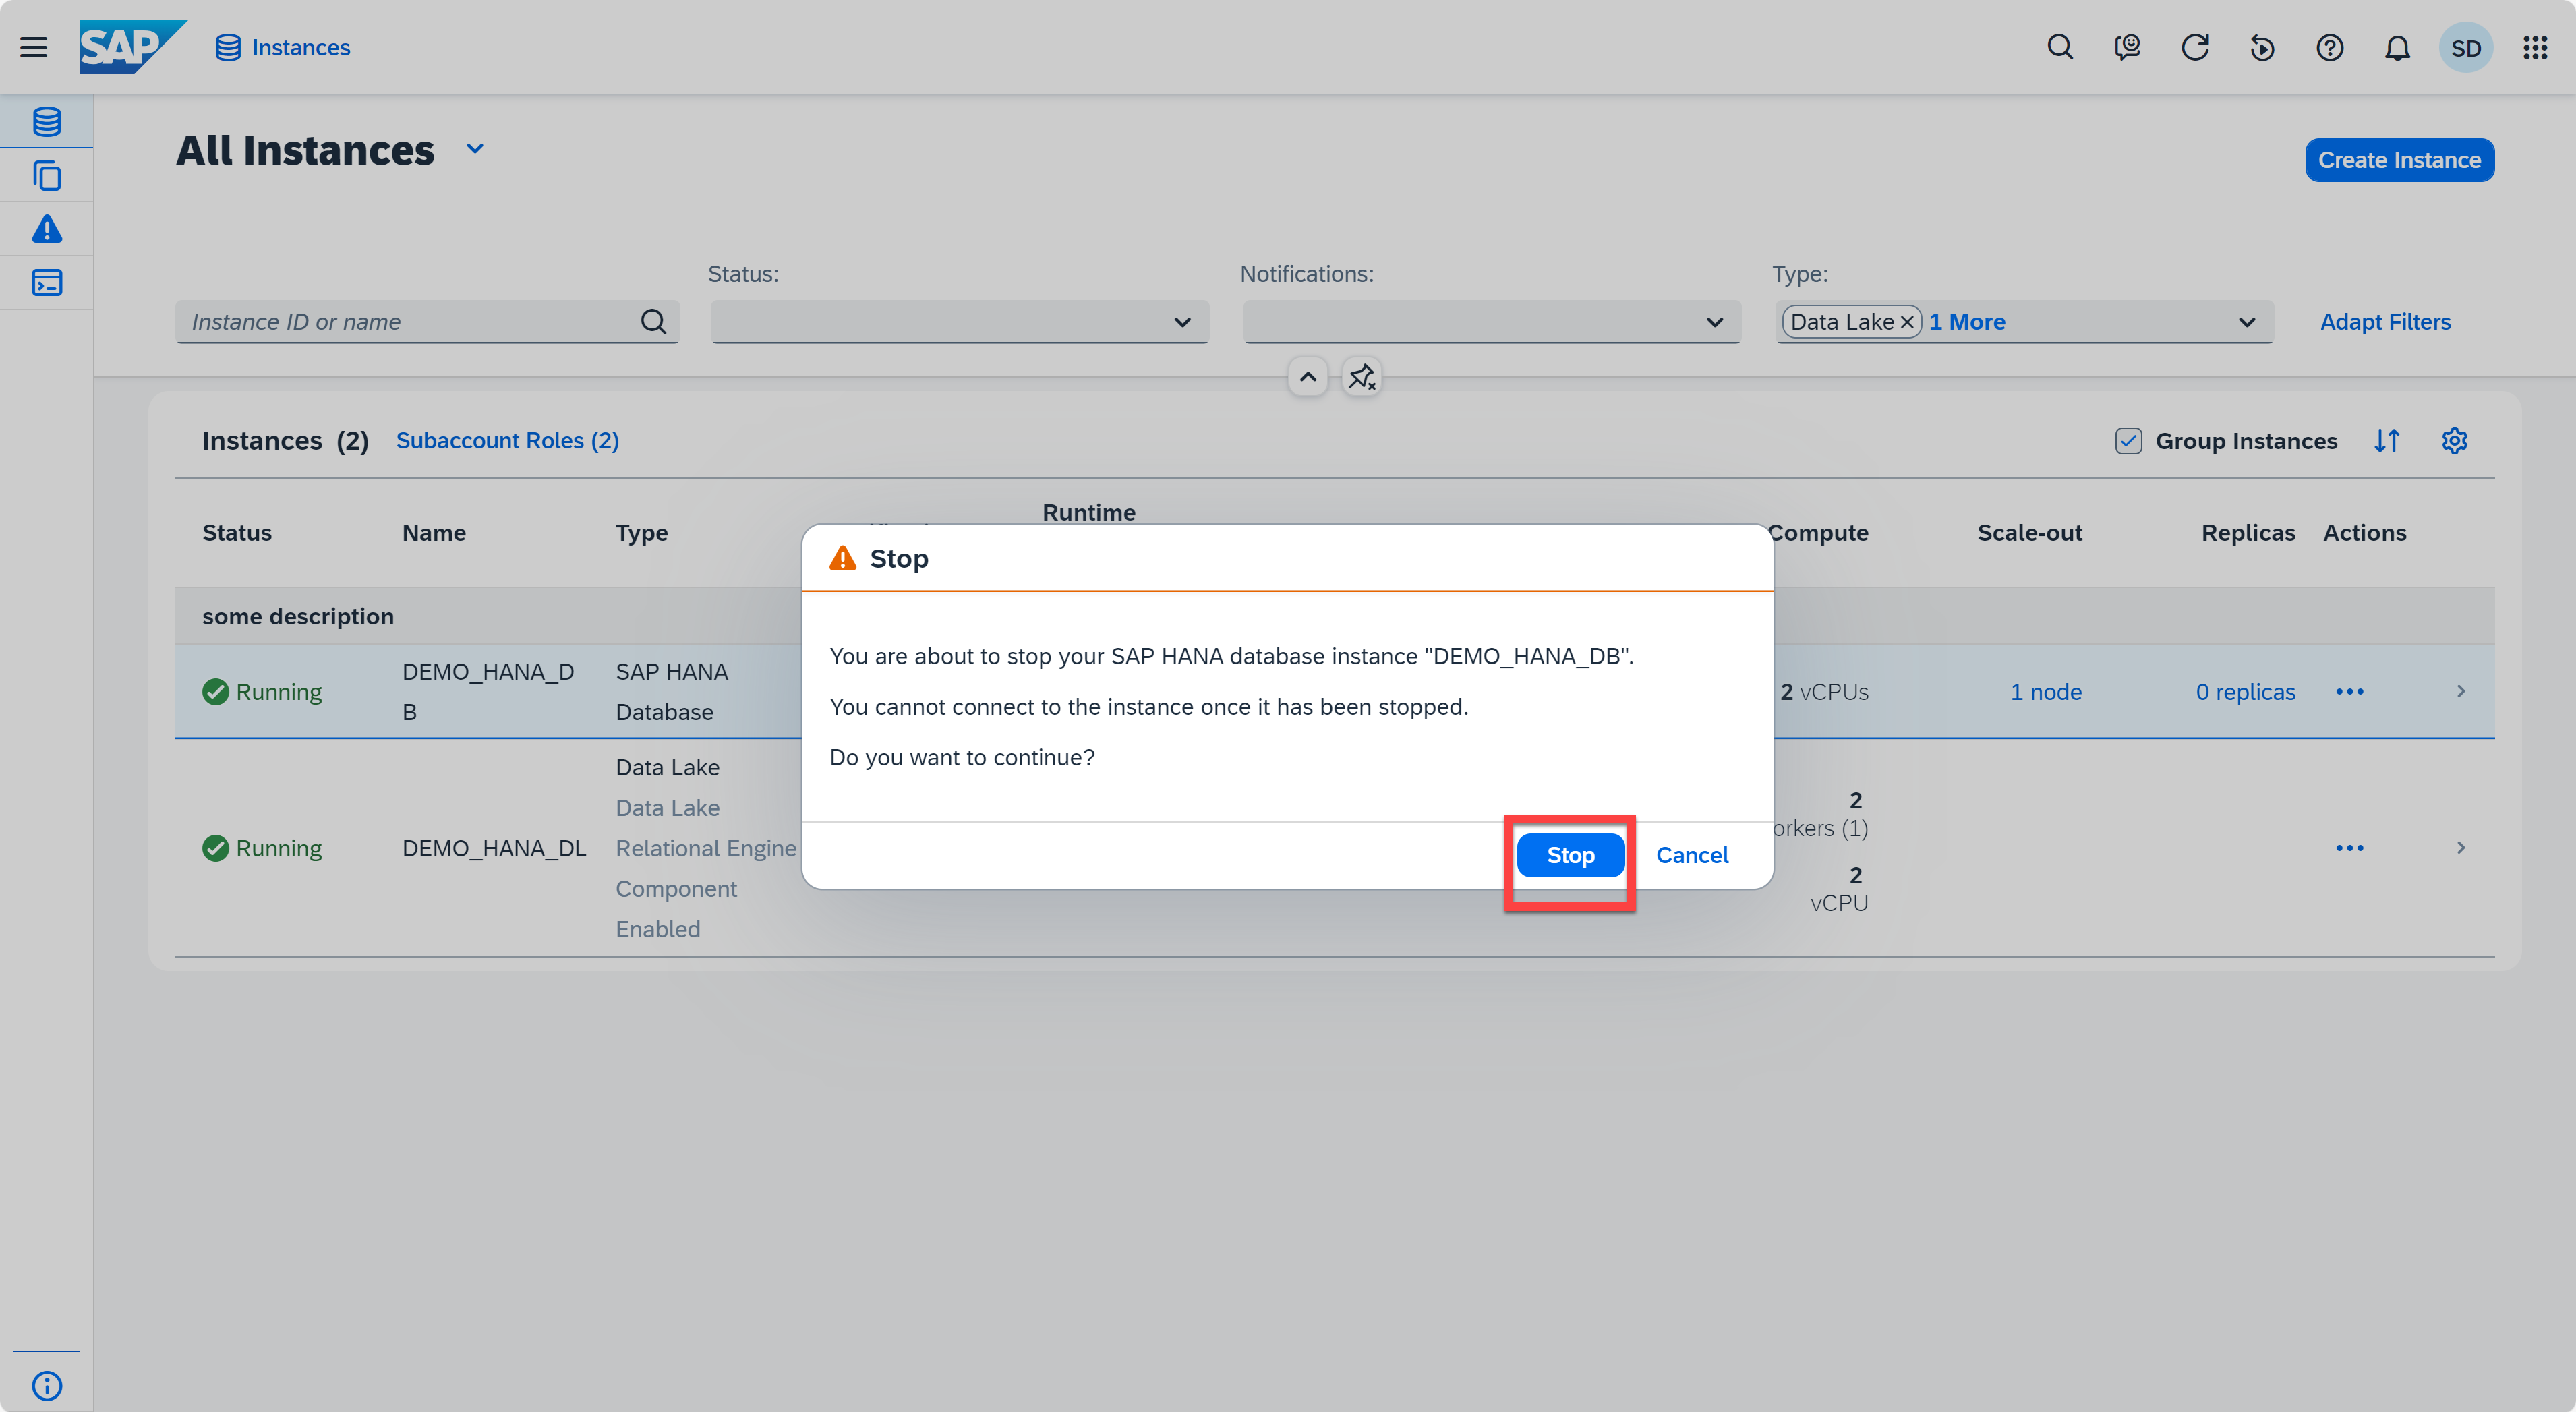 SAP
Instances
SD
All Instances
Create Instance
Status:
Notifications:
Type:
Instance ID or name
Data Lake
1 More
Adapt Filters
Instances (2)
Subaccount Roles (2)
Group Instances
Status
Name
Type
Runtime
Compute
Scale-out
Replicas
Actions
some description
Running
DEMO_HANA_D
B
SAP HANA
Database
2 vCPUs
1 node
0 replicas
Running
DEMO_HANA_DL
Data Lake
Data Lake
Relational Engine
Component
Enabled
2
orkers (1)
2
vCPU
Stop
You are about to stop your SAP HANA database instance "DEMO_HANA_DB".
You cannot connect to the instance once it has been stopped.
Do you want to continue?
Stop
Cancel